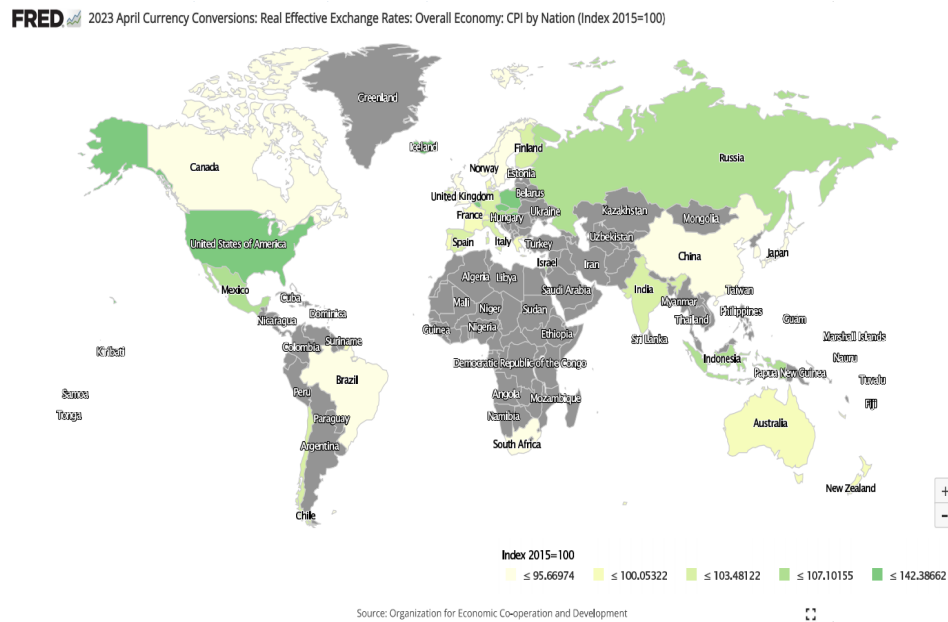 FRED 2023 April Currency Conversions: Real Effective Exchange Rates: Overall Economy: CPI by Nation (Index 2015=100)
Greenland
Iceland
Finland
Canada
Norway
Russia
Estonia
United Kingdom
Belarus
France
Hungary
Ukraine
Kazakhstan
Mongolia
United States of America
Spain
Italy
Turkey
Uzbekistan
China
Japan
Israel
Iran
Mexico
Algeria
Libya
Saudi Arabia
India
Taiwan
Cuba
Mali
Niger
Sudan
Myanmar
Dominica
Philippines
Nicaragua
Thailand
Guam
Guinea
Nigeria
Ethiopia
Sri Lanka
Marshall Islands
Suriname
Colombia
Kiribati
Democratic Republic of the Congo
Indonesia
Nauru
Papua New Guinea
Brazil
Tuvalu
Samoa
Peru
Angola
Mozambique
Fiji
Tonga
Paraguay
Namibia
Australia
Argentina
South Africa
New Zealand
Chile
+
−
Index 2015=100
≤ 95.66974 ≤ 100.05322 ≤ 103.48122 ≤ 107.10155 ≤ 142.38662
Source: Organization for Economic Co-operation and Development